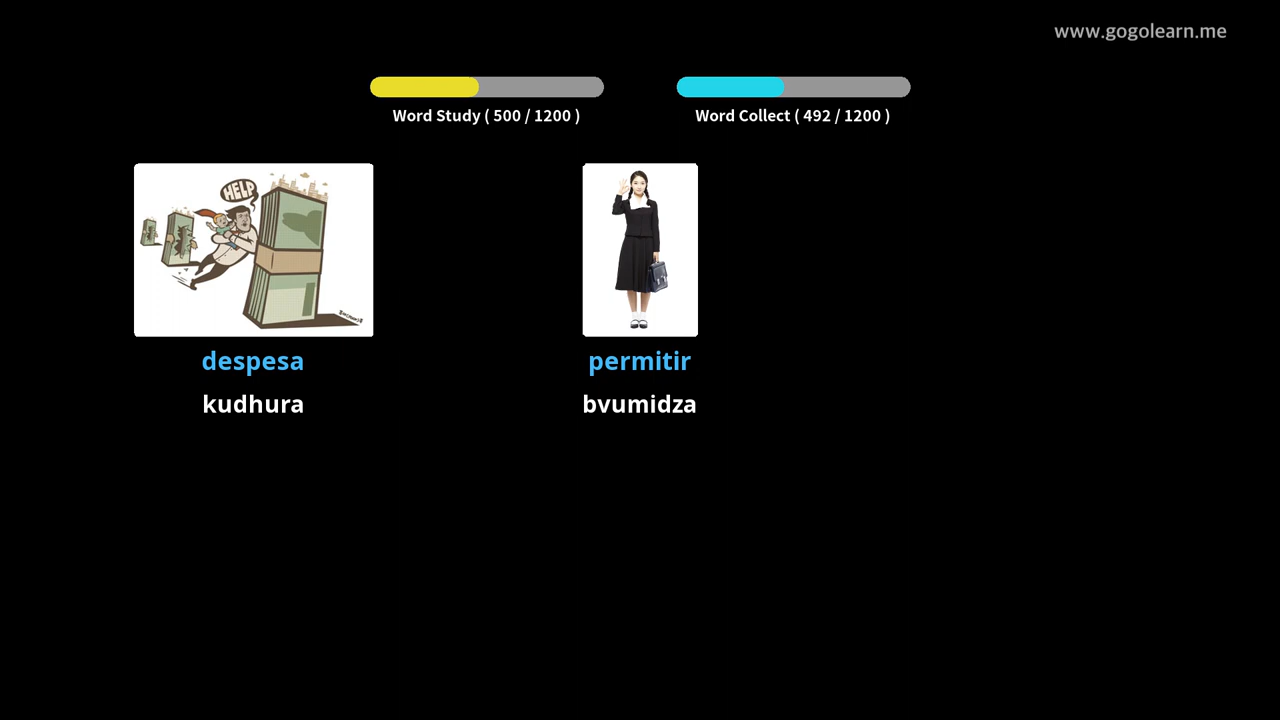 www.gogolearn.me
Word Study ( 500 / 1200 )
Word Collect ( 492 / 1200 )
HELP
despesa
permitir
kudhura
bvumidza